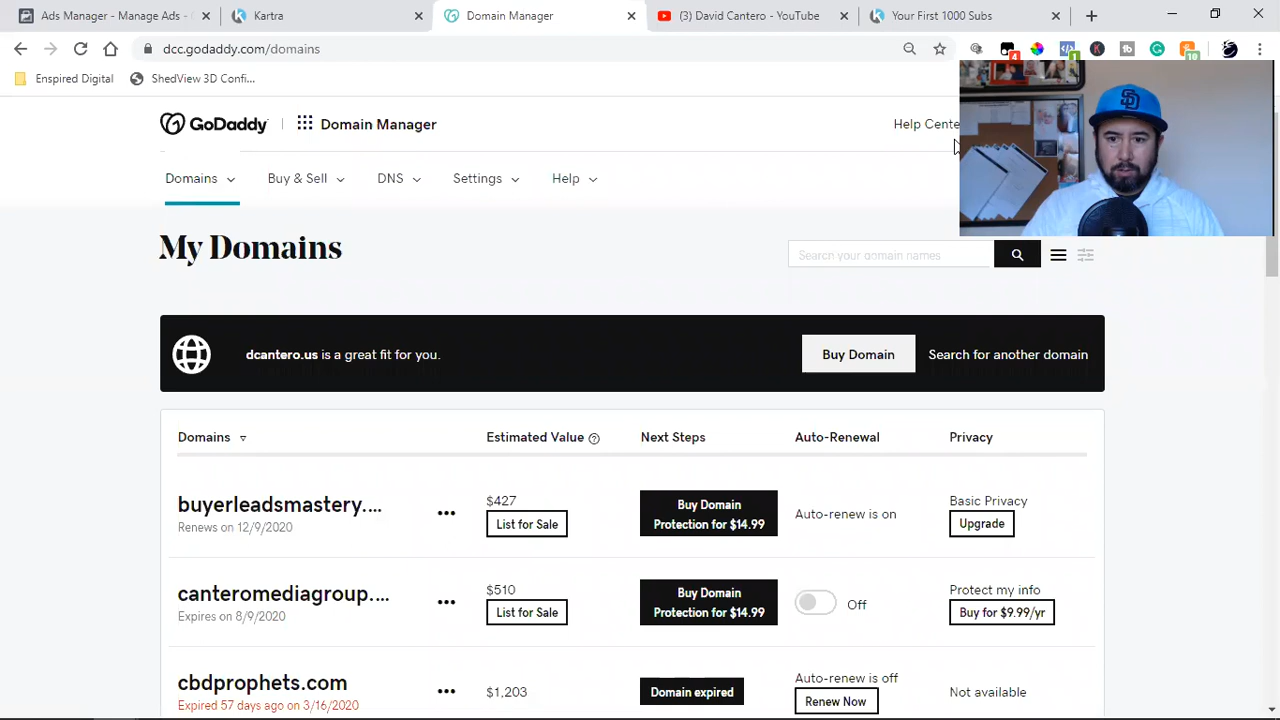 Ads Manager - Manage Ads -
Kartra
Domain Manager
(3) David Cantero - YouTube
Your First 1000 Subs
dcc.godaddy.com/domains
4
1
10
Enspired Digital
ShedView 3D Confi...
GoDaddy
Domain Manager
Help Cente
Domains
Buy & Sell
DNS
Settings
Help
My Domains
Search your domain names
dcantero.us is a great fit for you.
Buy Domain
Search for another domain
Domains
Estimated Value
Next Steps
Auto-Renewal
Privacy
buyerleadsmastery....
Renews on 12/9/2020
$427
List for Sale
Buy Domain
Protection for $14.99
Auto-renew is on
Basic Privacy
Upgrade
canteromediagroup....
Expires on 8/9/2020
$510
List for Sale
Buy Domain
Protection for $14.99
Off
Protect my info
Buy for $9.99/yr
cbdprophets.com
Expired 57 days ago on 3/16/2020
$1,203
Domain expired
Auto-renew is off
Renew Now
Not available